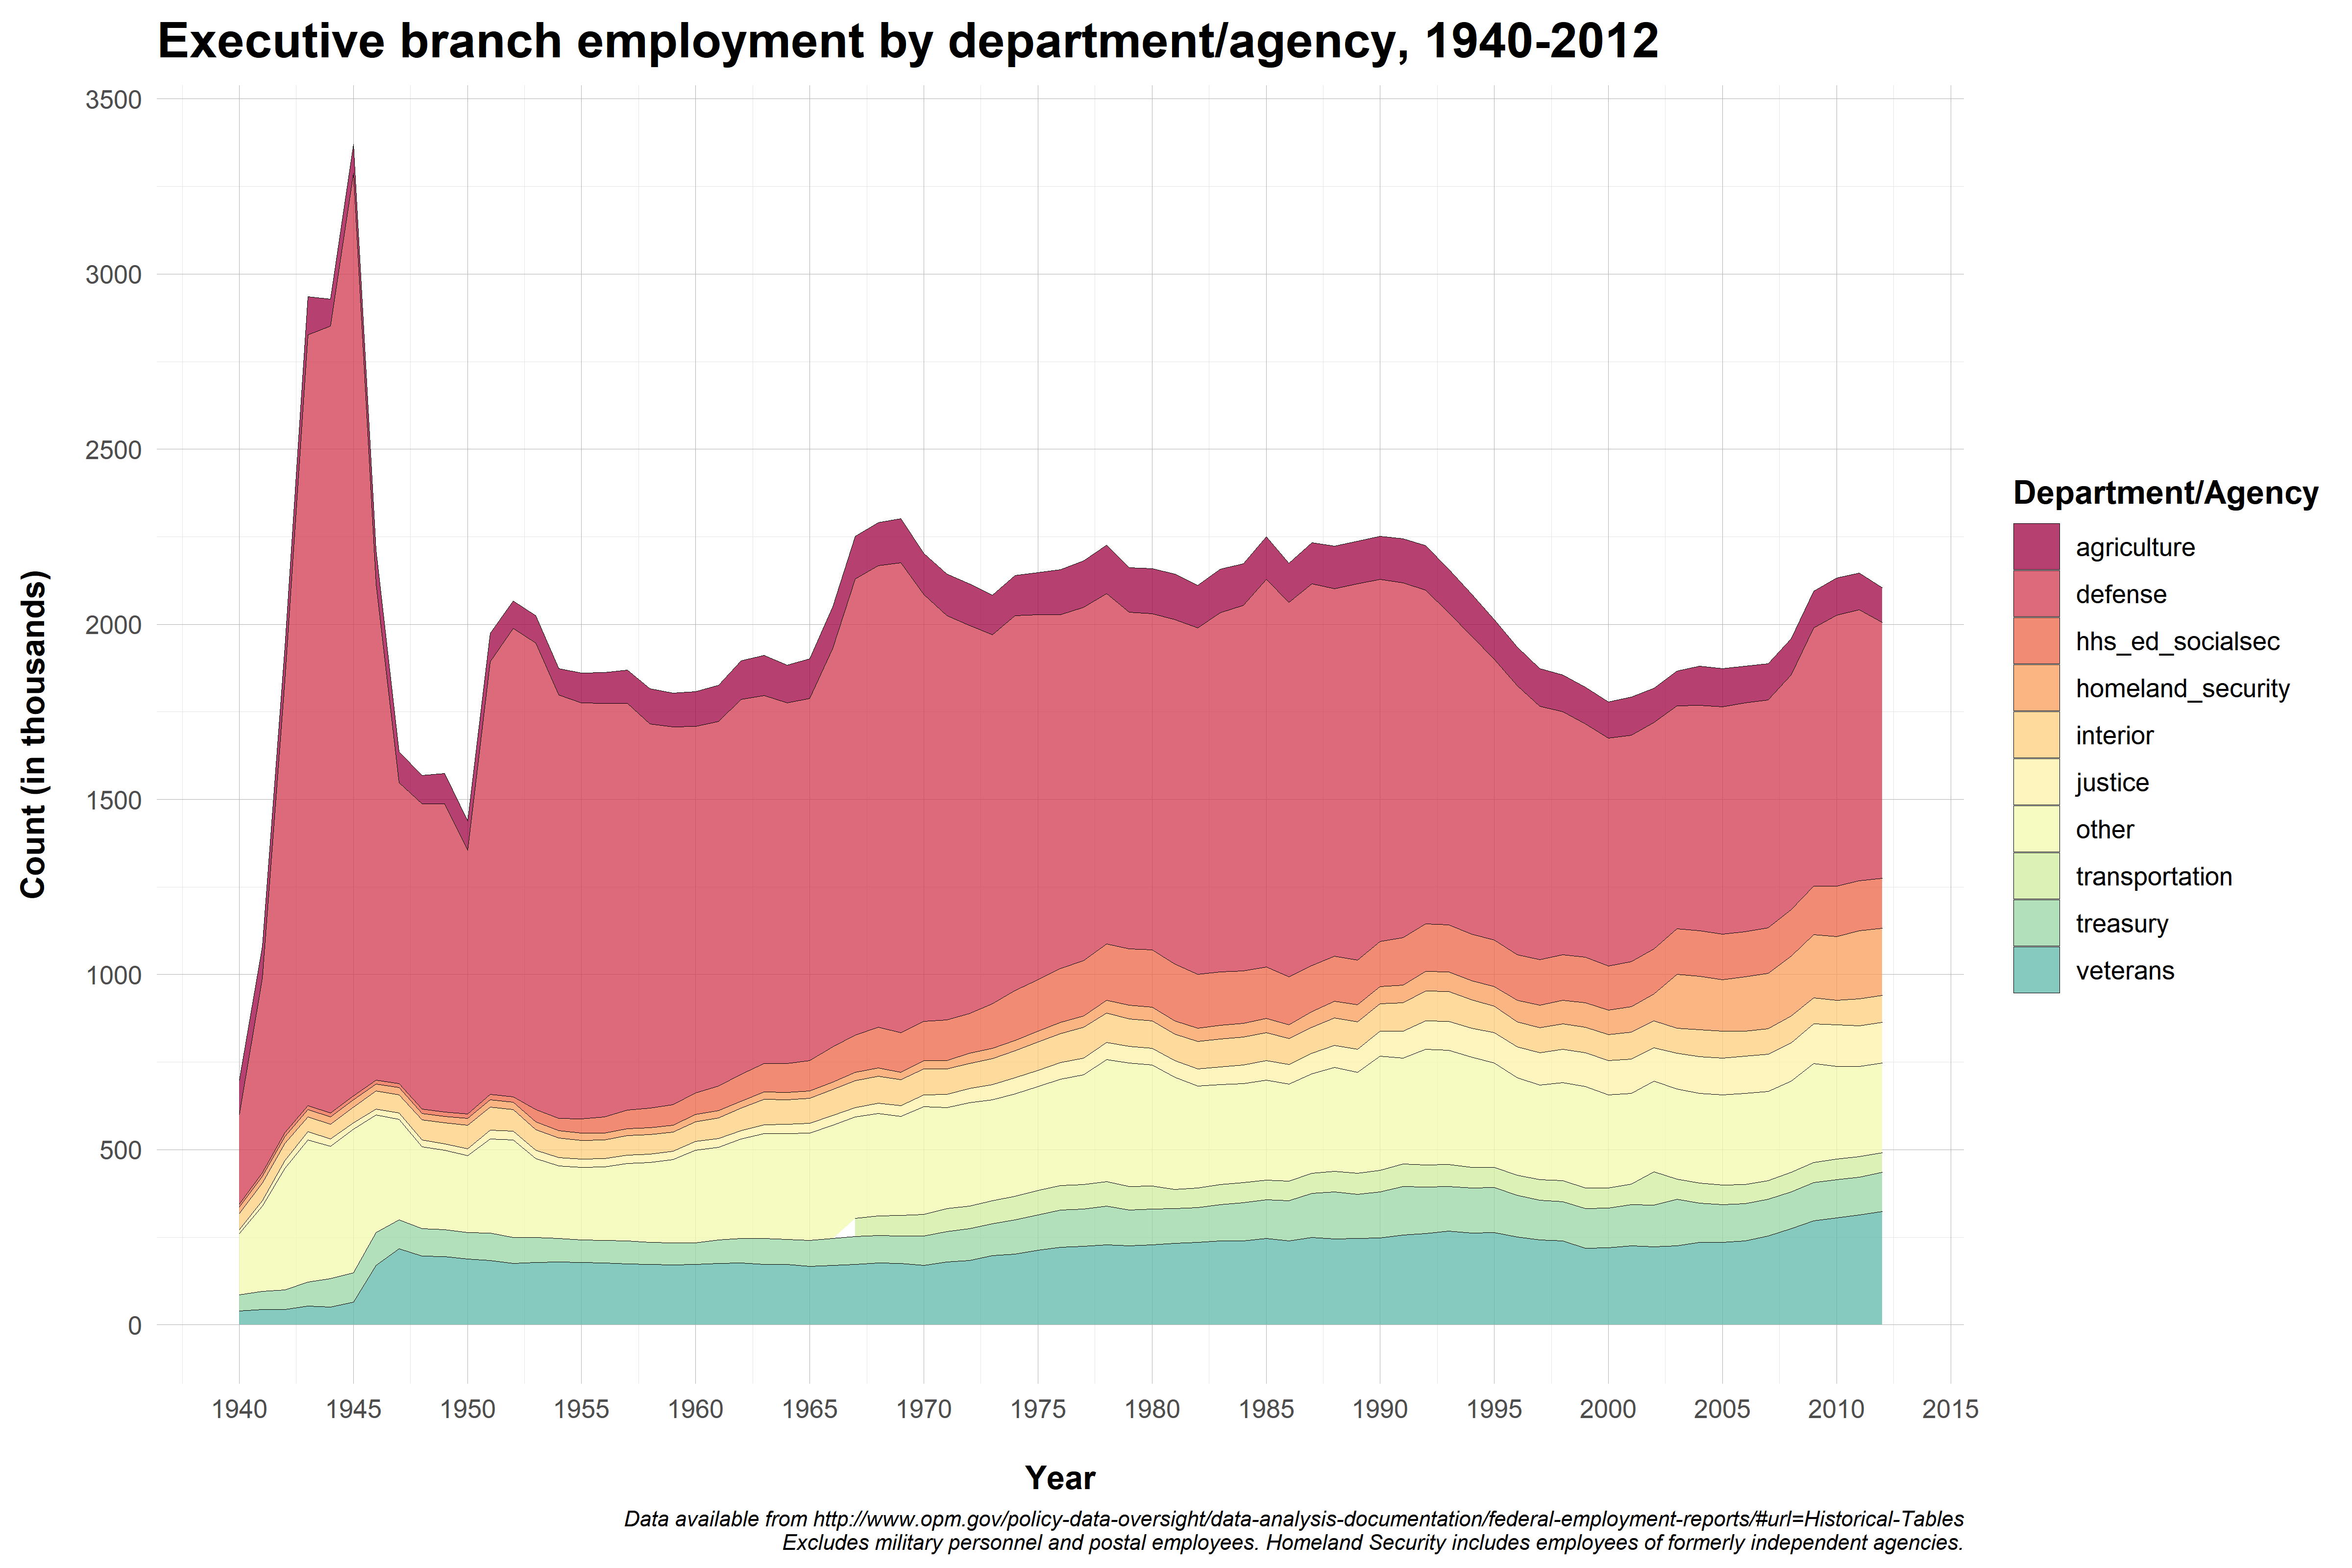 Executive branch employment by department/agency, 1940-2012
3500
3000
2500
2000
1500
1000
500
0
Count (in thousands)
1940 1945 1950 1955 1960 1965 1970 1975 1980 1985 1990 1995 2000 2005 2010 2015
Year
Department/Agency
agriculture
defense
hhs_ed_socialsec
homeland_security
interior
justice
other
transportation
treasury
veterans
Data available from http://www.opm.gov/policy-data-oversight/data-analysis-documentation/federal-employment-reports/#url=Historical-Tables
Excludes military personnel and postal employees. Homeland Security includes employees of formerly independent agencies.